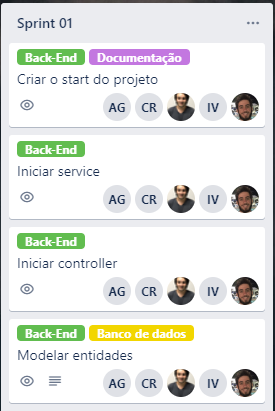 Sprint 01
Back-End Documentação
Criar o start do projeto
AG CR IV
Back-End
Iniciar service
AG CR IV
Back-End
Iniciar controller
AG CR IV
Back-End Banco de dados
Modelar entidades
AG CR IV